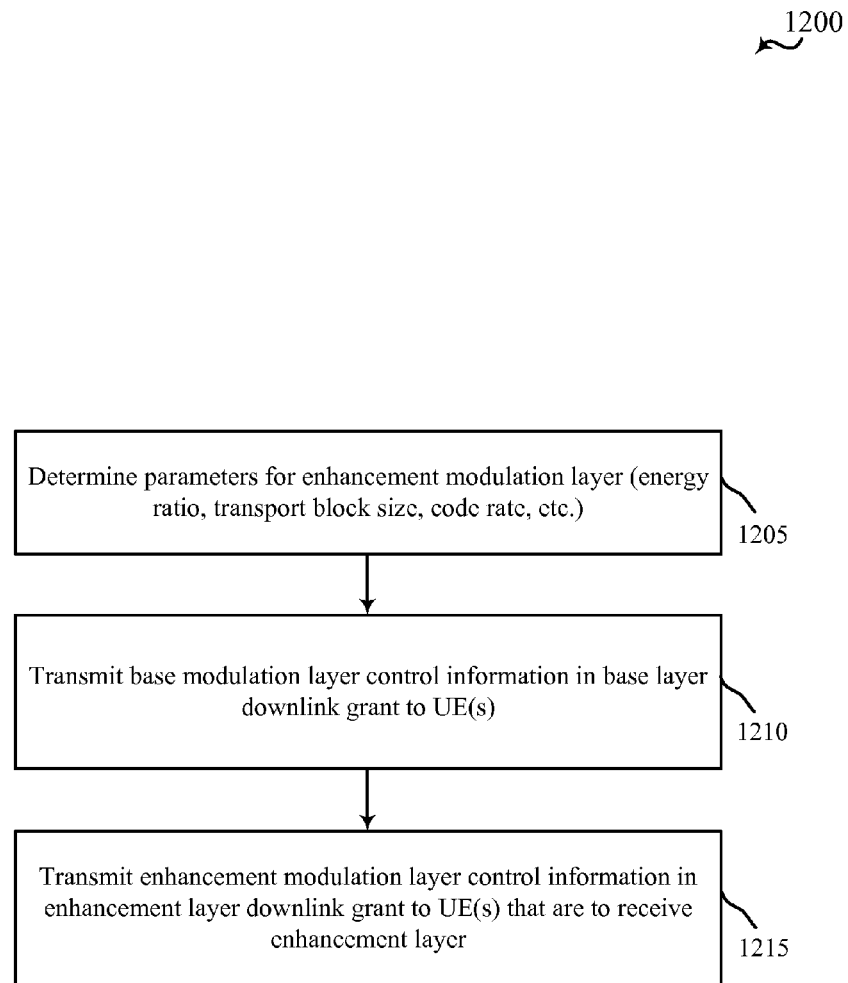 1200
Determine parameters for enhancement modulation layer (energy
ratio, transport block size, code rate, etc.)
1205
Transmit base modulation layer control information in base layer
downlink grant to UE(s)
1210
Transmit enhancement modulation layer control information in
enhancement layer downlink grant to UE(s) that are to receive
enhancement layer
1215